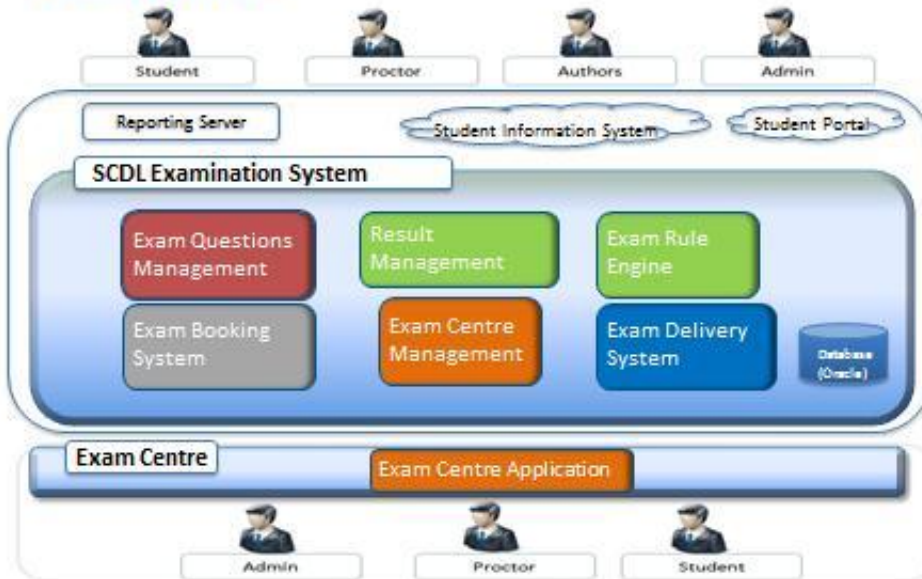 Student
Proctor
Authors
Admin
Reporting Server
Student Information System
Student Portal
SCDL Examination System
Exam Questions
Management
Result
Management
Exam Rule
Engine
Exam Booking
System
Exam Centre
Management
Exam Delivery
System
Database
(Oracle)
Exam Centre
Exam Centre Application
Admin
Proctor
Student